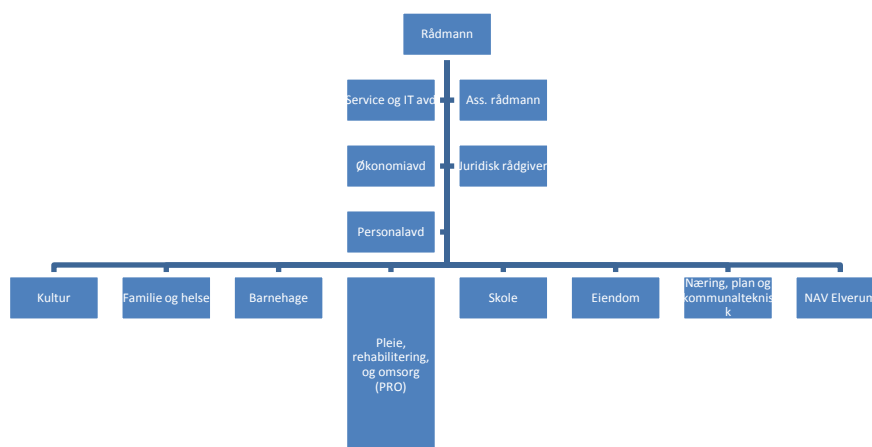 Rådmann
Service og IT avd
Ass. rådmann
Økonomiavd
Juridisk rådgiver
Personalavd
Kultur
Familie og helse
Barnehage
Pleie,
rehabilitering,
og omsorg
(PRO)
Skole
Eiendom
Næring, plan og
kommunalteknis
k
NAV Elverum